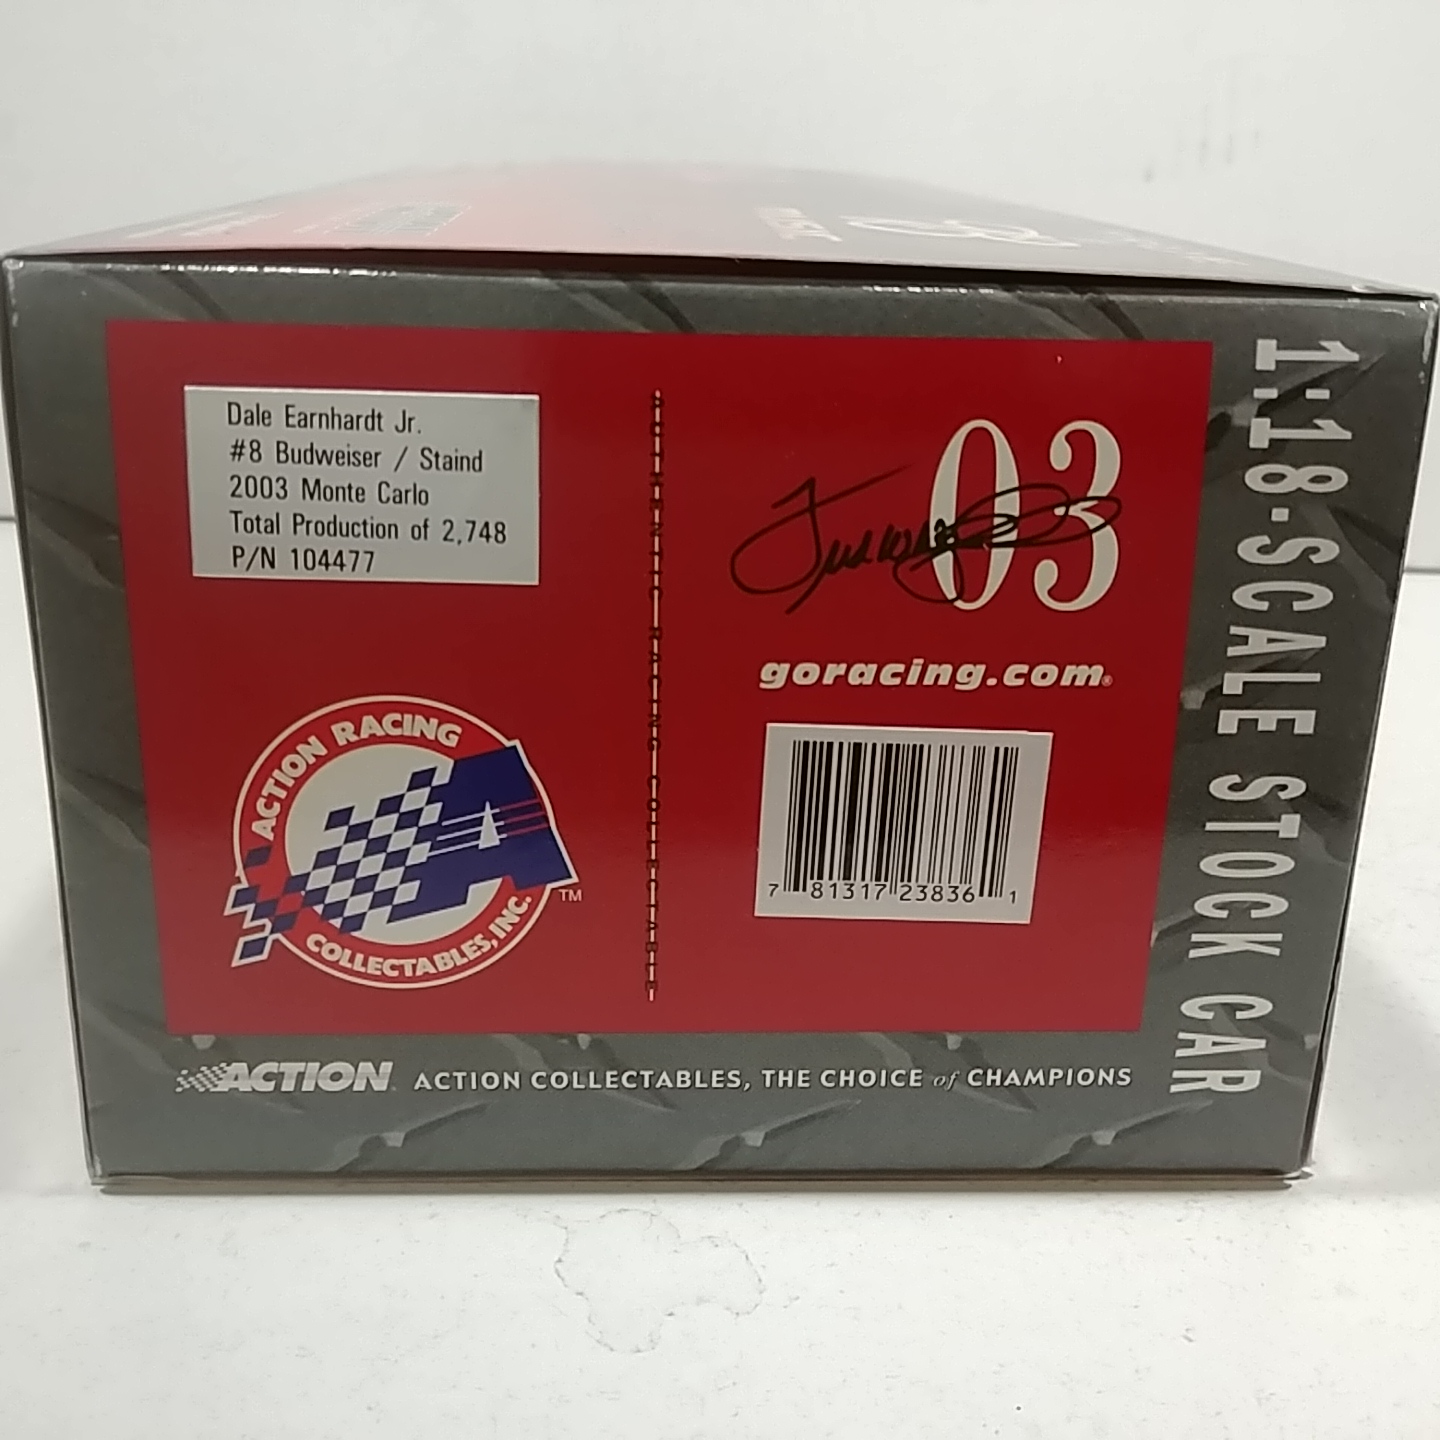 Dale Earnhardt Jr.
#8 Budweiser / Staind
2003 Monte Carlo
Total Production of 2,748
P/N 104477
03
goracing.com®
7 81317 23836 1
ACTION RACING
COLLECTABLES, INC.
TM
ACTION
ACTION COLLECTABLES, THE CHOICE of CHAMPIONS
1:18-SCALE STOCK CAR